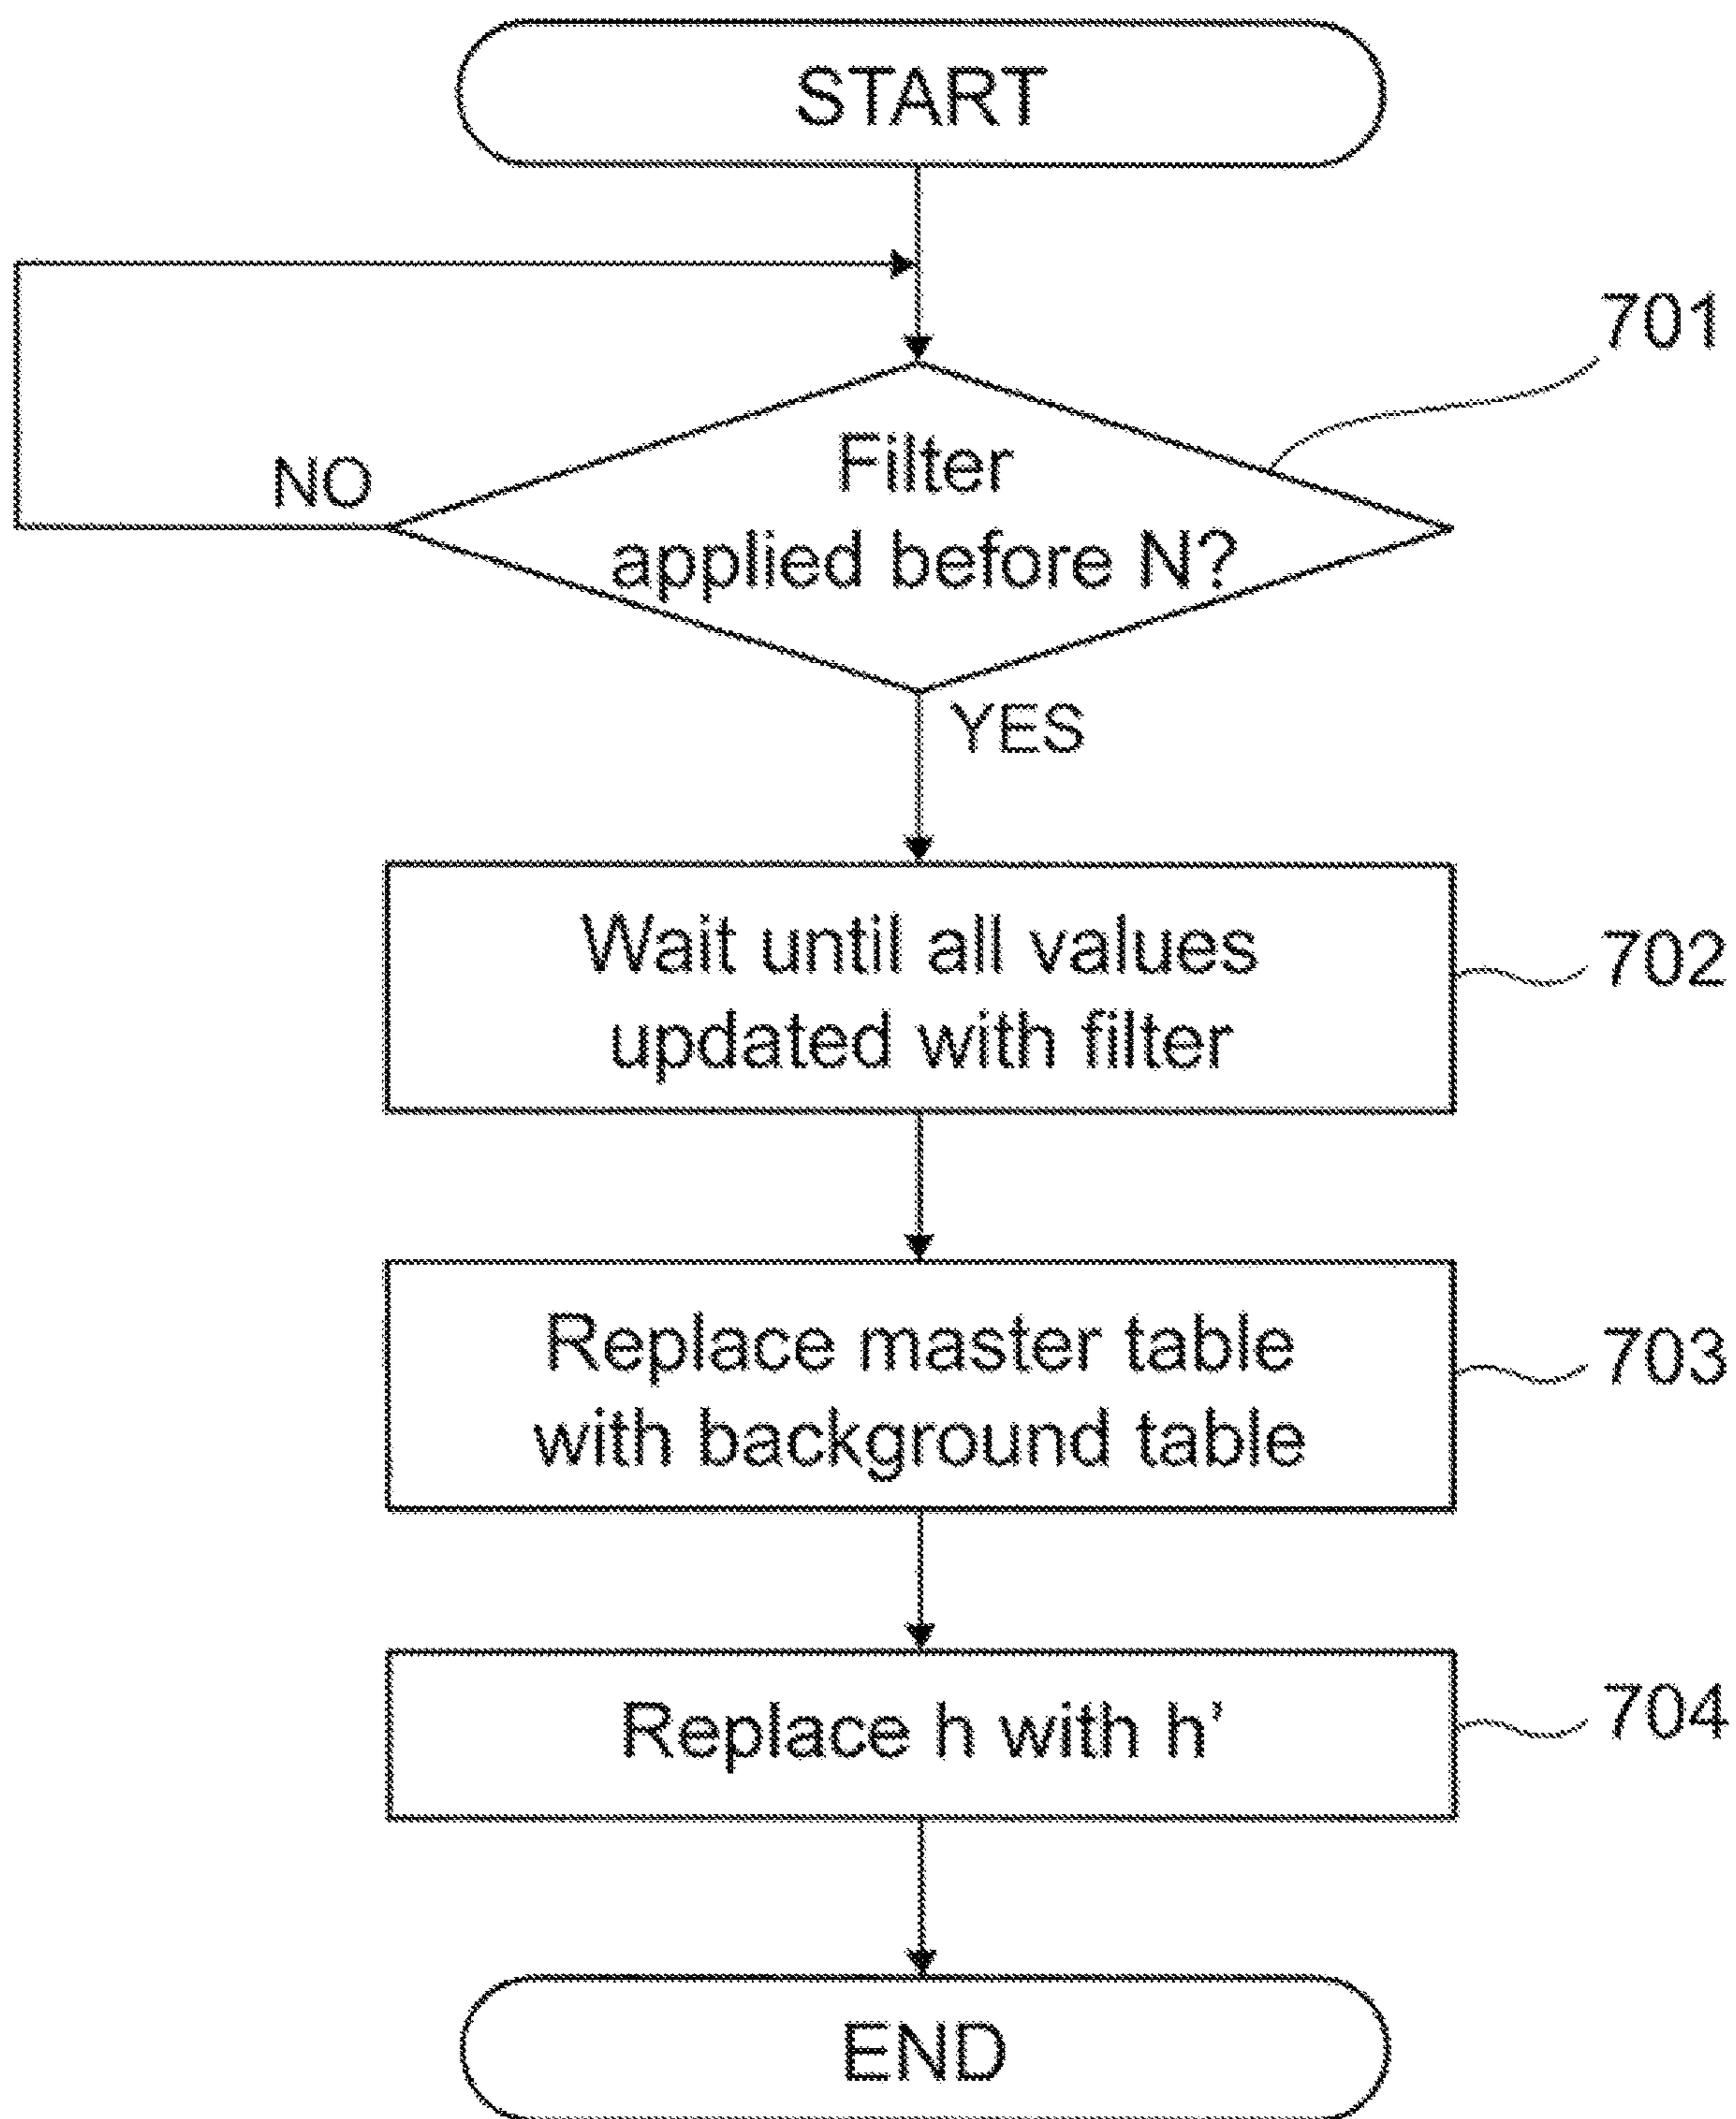 START
701
Filter
applied before N?
NO
YES
Wait until all values
updated with filter
702
Replace master table
with background table
703
Replace h with h’
704
END